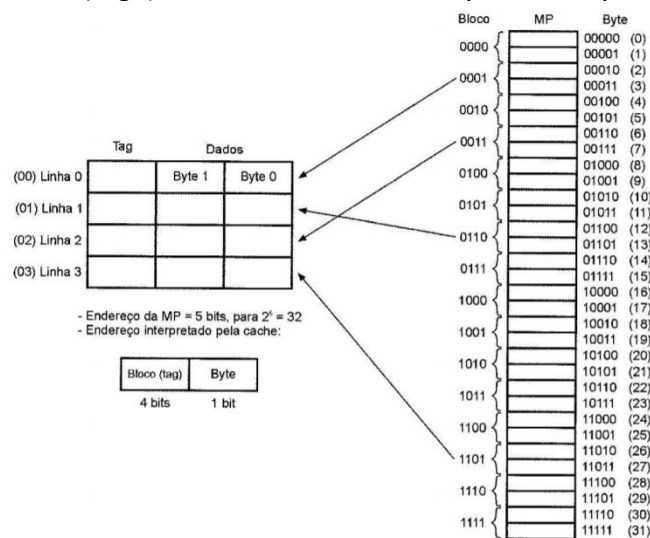 Bloco MP Byte
0000 00000 (0)
00001 (1)
0001 00010 (2)
00011 (3)
0010 00100 (4)
00101 (5)
0011 00110 (6)
00111 (7)
0100 01000 (8)
01001 (9)
0101 01010 (10)
01011 (11)
0110 01100 (12)
01101 (13)
0111 01110 (14)
01111 (15)
1000 10000 (16)
10001 (17)
1001 10010 (18)
10011 (19)
1010 10100 (20)
10101 (21)
1011 10110 (22)
10111 (23)
1100 11000 (24)
11001 (25)
1101 11010 (26)
11011 (27)
1110 11100 (28)
11101 (29)
1111 11110 (30)
11111 (31)
Tag Dados
(00) Linha 0 Byte 1 Byte 0
(01) Linha 1
(02) Linha 2
(03) Linha 3
- Endereço da MP = 5 bits, para 2⁵ = 32
- Endereço interpretado pela cache:
Bloco (tag) Byte
4 bits 1 bit